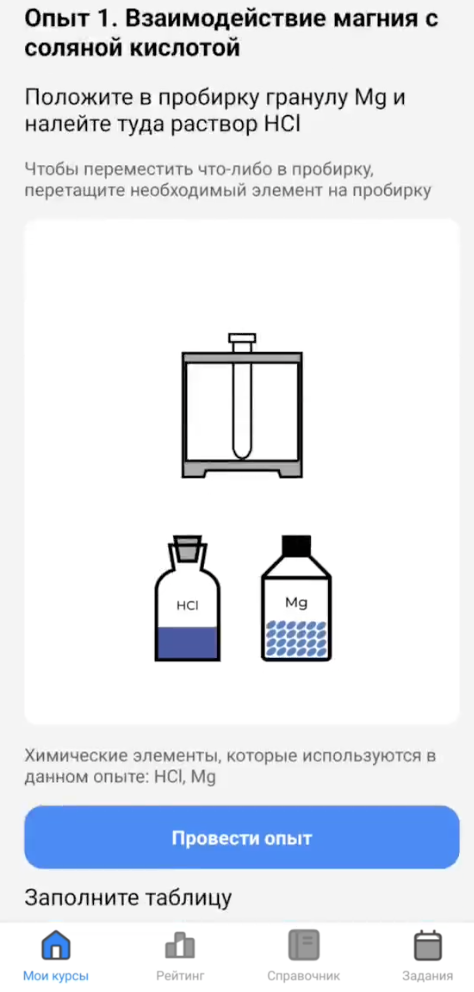 Опыт 1. Взаимодействие магния с
соляной кислотой
Положите в пробирку гранулу Mg и
налейте туда раствор HCl
Чтобы переместить что-либо в пробирку,
перетащите необходимый элемент на пробирку
HCl
Mg
Химические элементы, которые используются в
данном опыте: HCl, Mg
Провести опыт
Заполните таблицу
Мои курсы
Рейтинг
Справочник
Задания